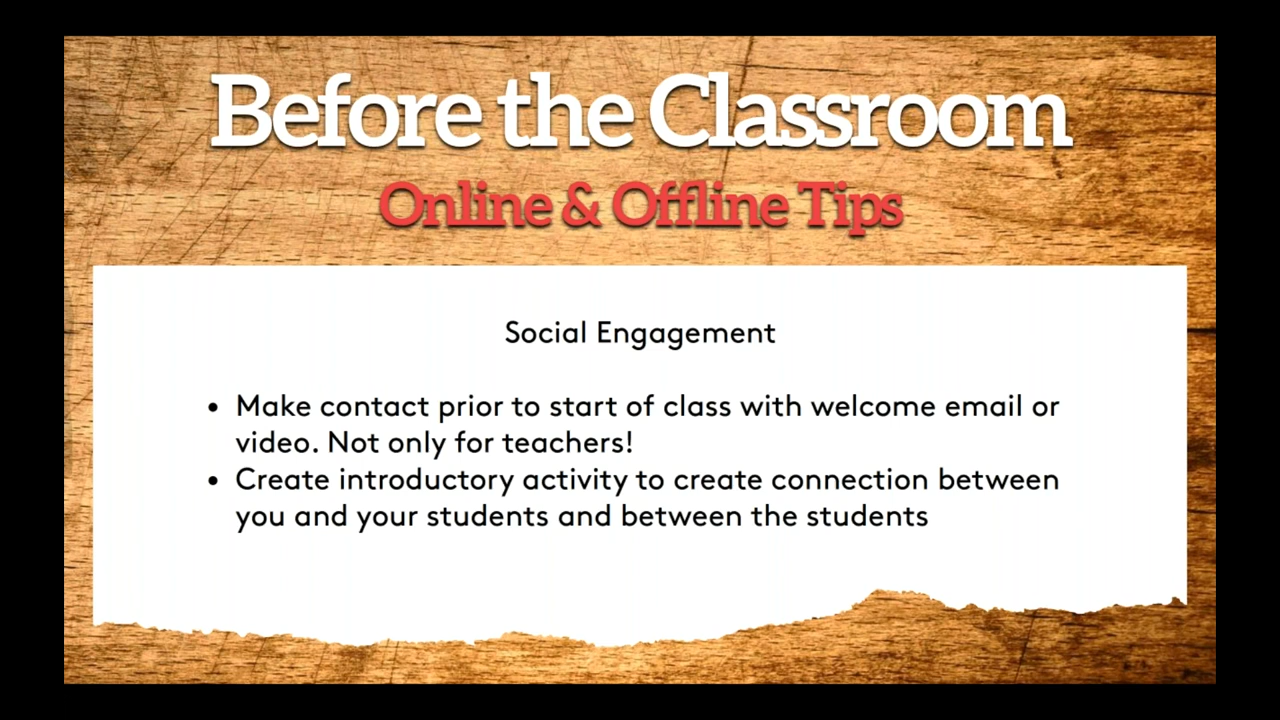 Before the Classroom
Online & Offline Tips
Social Engagement
• Make contact prior to start of class with welcome email or
video. Not only for teachers!
• Create introductory activity to create connection between
you and your students and between the students